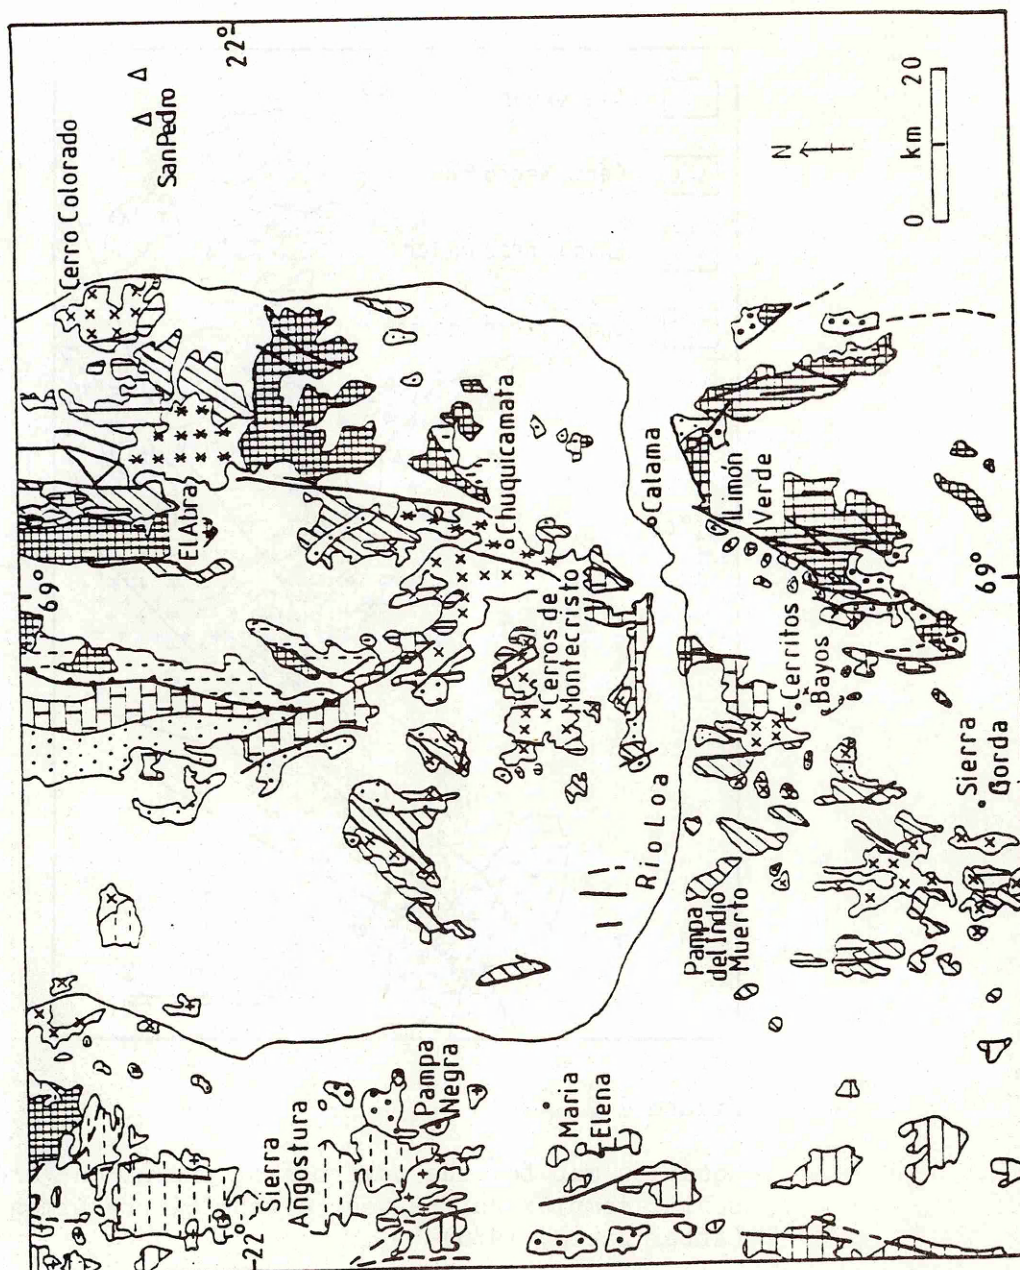 22°
Cerro Colorado
San Pedro
N
0 km 20
69°
El Abra
Chuquicamata
Calama
Limón
Verde
Cerros de
Montecristo
Cerritos
Bayos
69°
Río Loa
Sierra
Gorda
Pampa
del Indio
Muerto
Pampa
Negra
Maria
Elena
Sierra
Angostura
22°